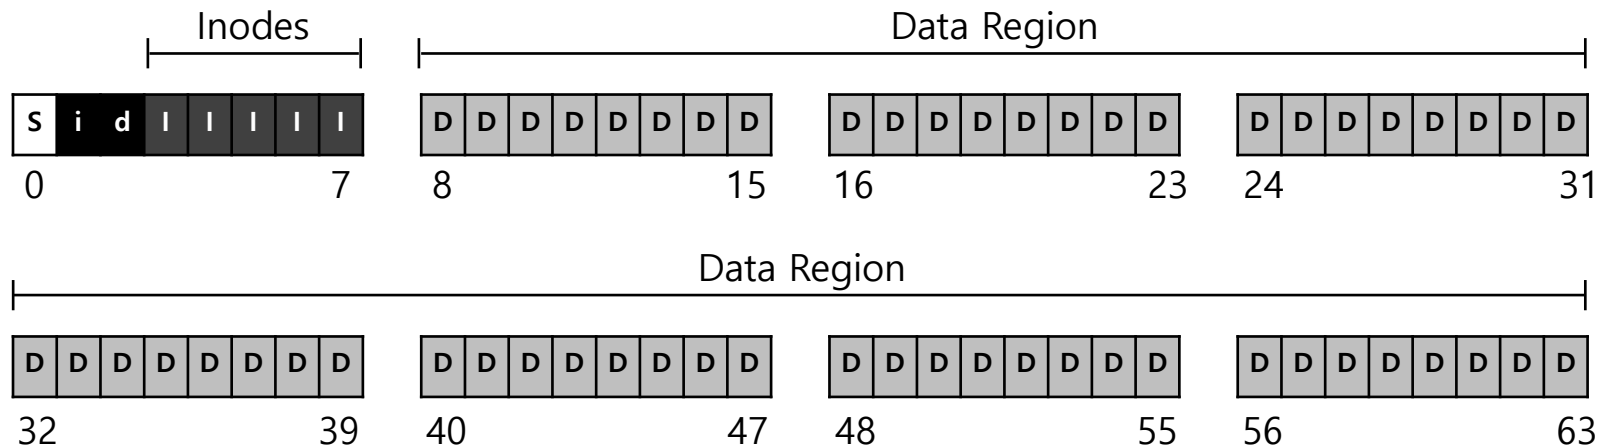 Inodes Data Region
S i d I I I I I D D D D D D D D D D D D D D D D D D D D D D D D
0 7 8 15 16 23 24 31
Data Region
D D D D D D D D D D D D D D D D D D D D D D D D D D D D D D D D
32 39 40 47 48 55 56 63